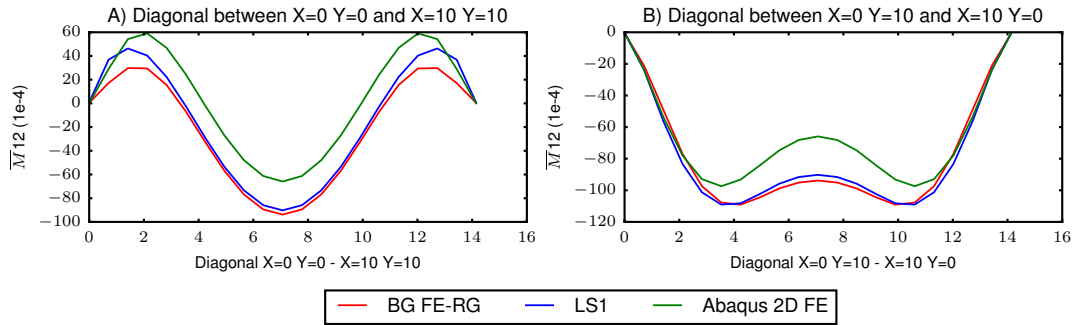 A) Diagonal between X=0 Y=0 and X=10 Y=10
60
40
20
0
−20
−40
−60
−80
−100
M12 (1e-4)
0 2 4 6 8 10 12 14 16
Diagonal X=0 Y=0 - X=10 Y=10
B) Diagonal between X=0 Y=10 and X=10 Y=0
0
−20
−40
−60
−80
−100
−120
M12 (1e-4)
0 2 4 6 8 10 12 14 16
Diagonal X=0 Y=10 - X=10 Y=0
BG FE-RG LS1 Abaqus 2D FE